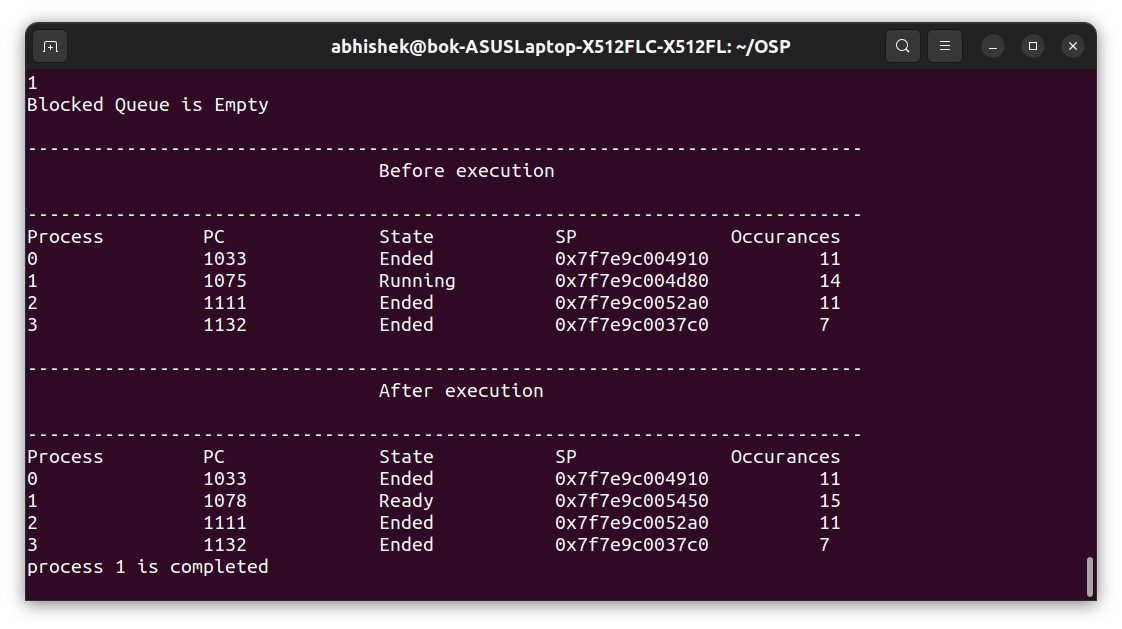 abhishek@bok-ASUSLaptop-X512FLC-X512FL: ~/OSP
1
Blocked Queue is Empty
-----------------------------------------------------------------------------
Before execution
-----------------------------------------------------------------------------
Process PC State SP Occurances
0 1033 Ended 0x7f7e9c004910 11
1 1075 Running 0x7f7e9c004d80 14
2 1111 Ended 0x7f7e9c0052a0 11
3 1132 Ended 0x7f7e9c0037c0 7
-----------------------------------------------------------------------------
After execution
-----------------------------------------------------------------------------
Process PC State SP Occurances
0 1033 Ended 0x7f7e9c004910 11
1 1078 Ready 0x7f7e9c005450 15
2 1111 Ended 0x7f7e9c0052a0 11
3 1132 Ended 0x7f7e9c0037c0 7
process 1 is completed